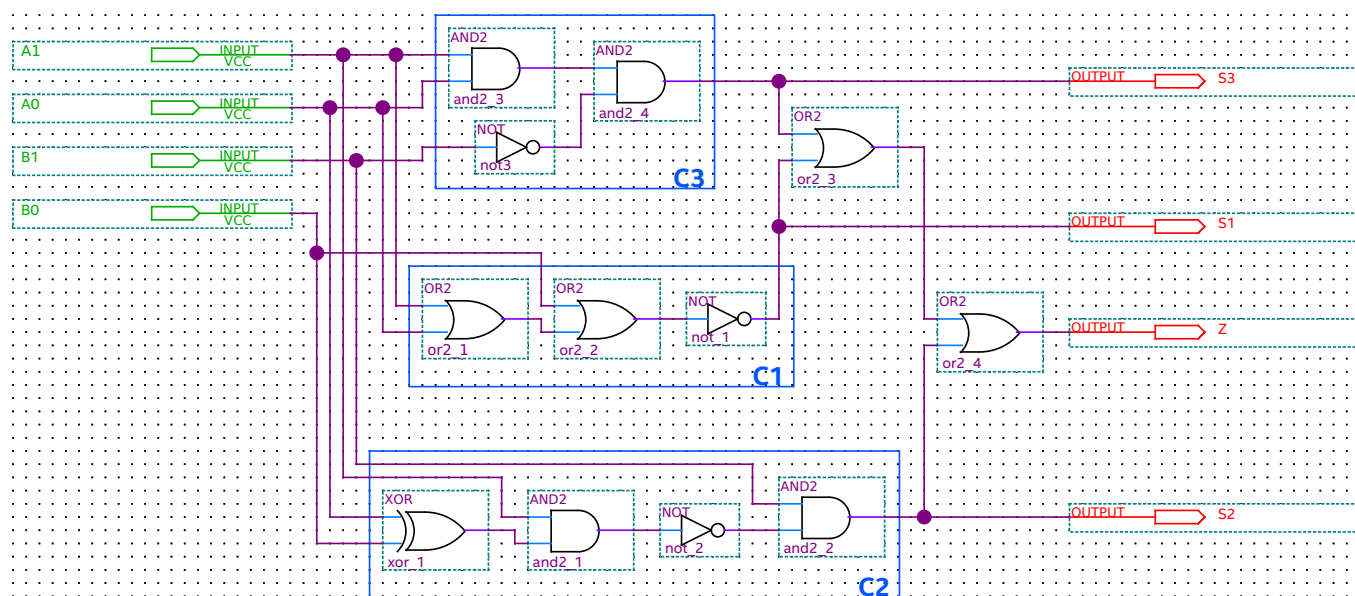 A1
INPUT
VCC
A0
INPUT
VCC
B1
INPUT
VCC
B0
INPUT
VCC
AND2
and2_3
AND2
and2_4
NOT
not3
C3
OR2
or2_3
OUTPUT
S3
OUTPUT
S1
OR2
or2_1
OR2
or2_2
NOT
not_1
C1
OR2
or2_4
OUTPUT
Z
XOR
xor_1
AND2
and2_1
NOT
not_2
AND2
and2_2
C2
OUTPUT
S2